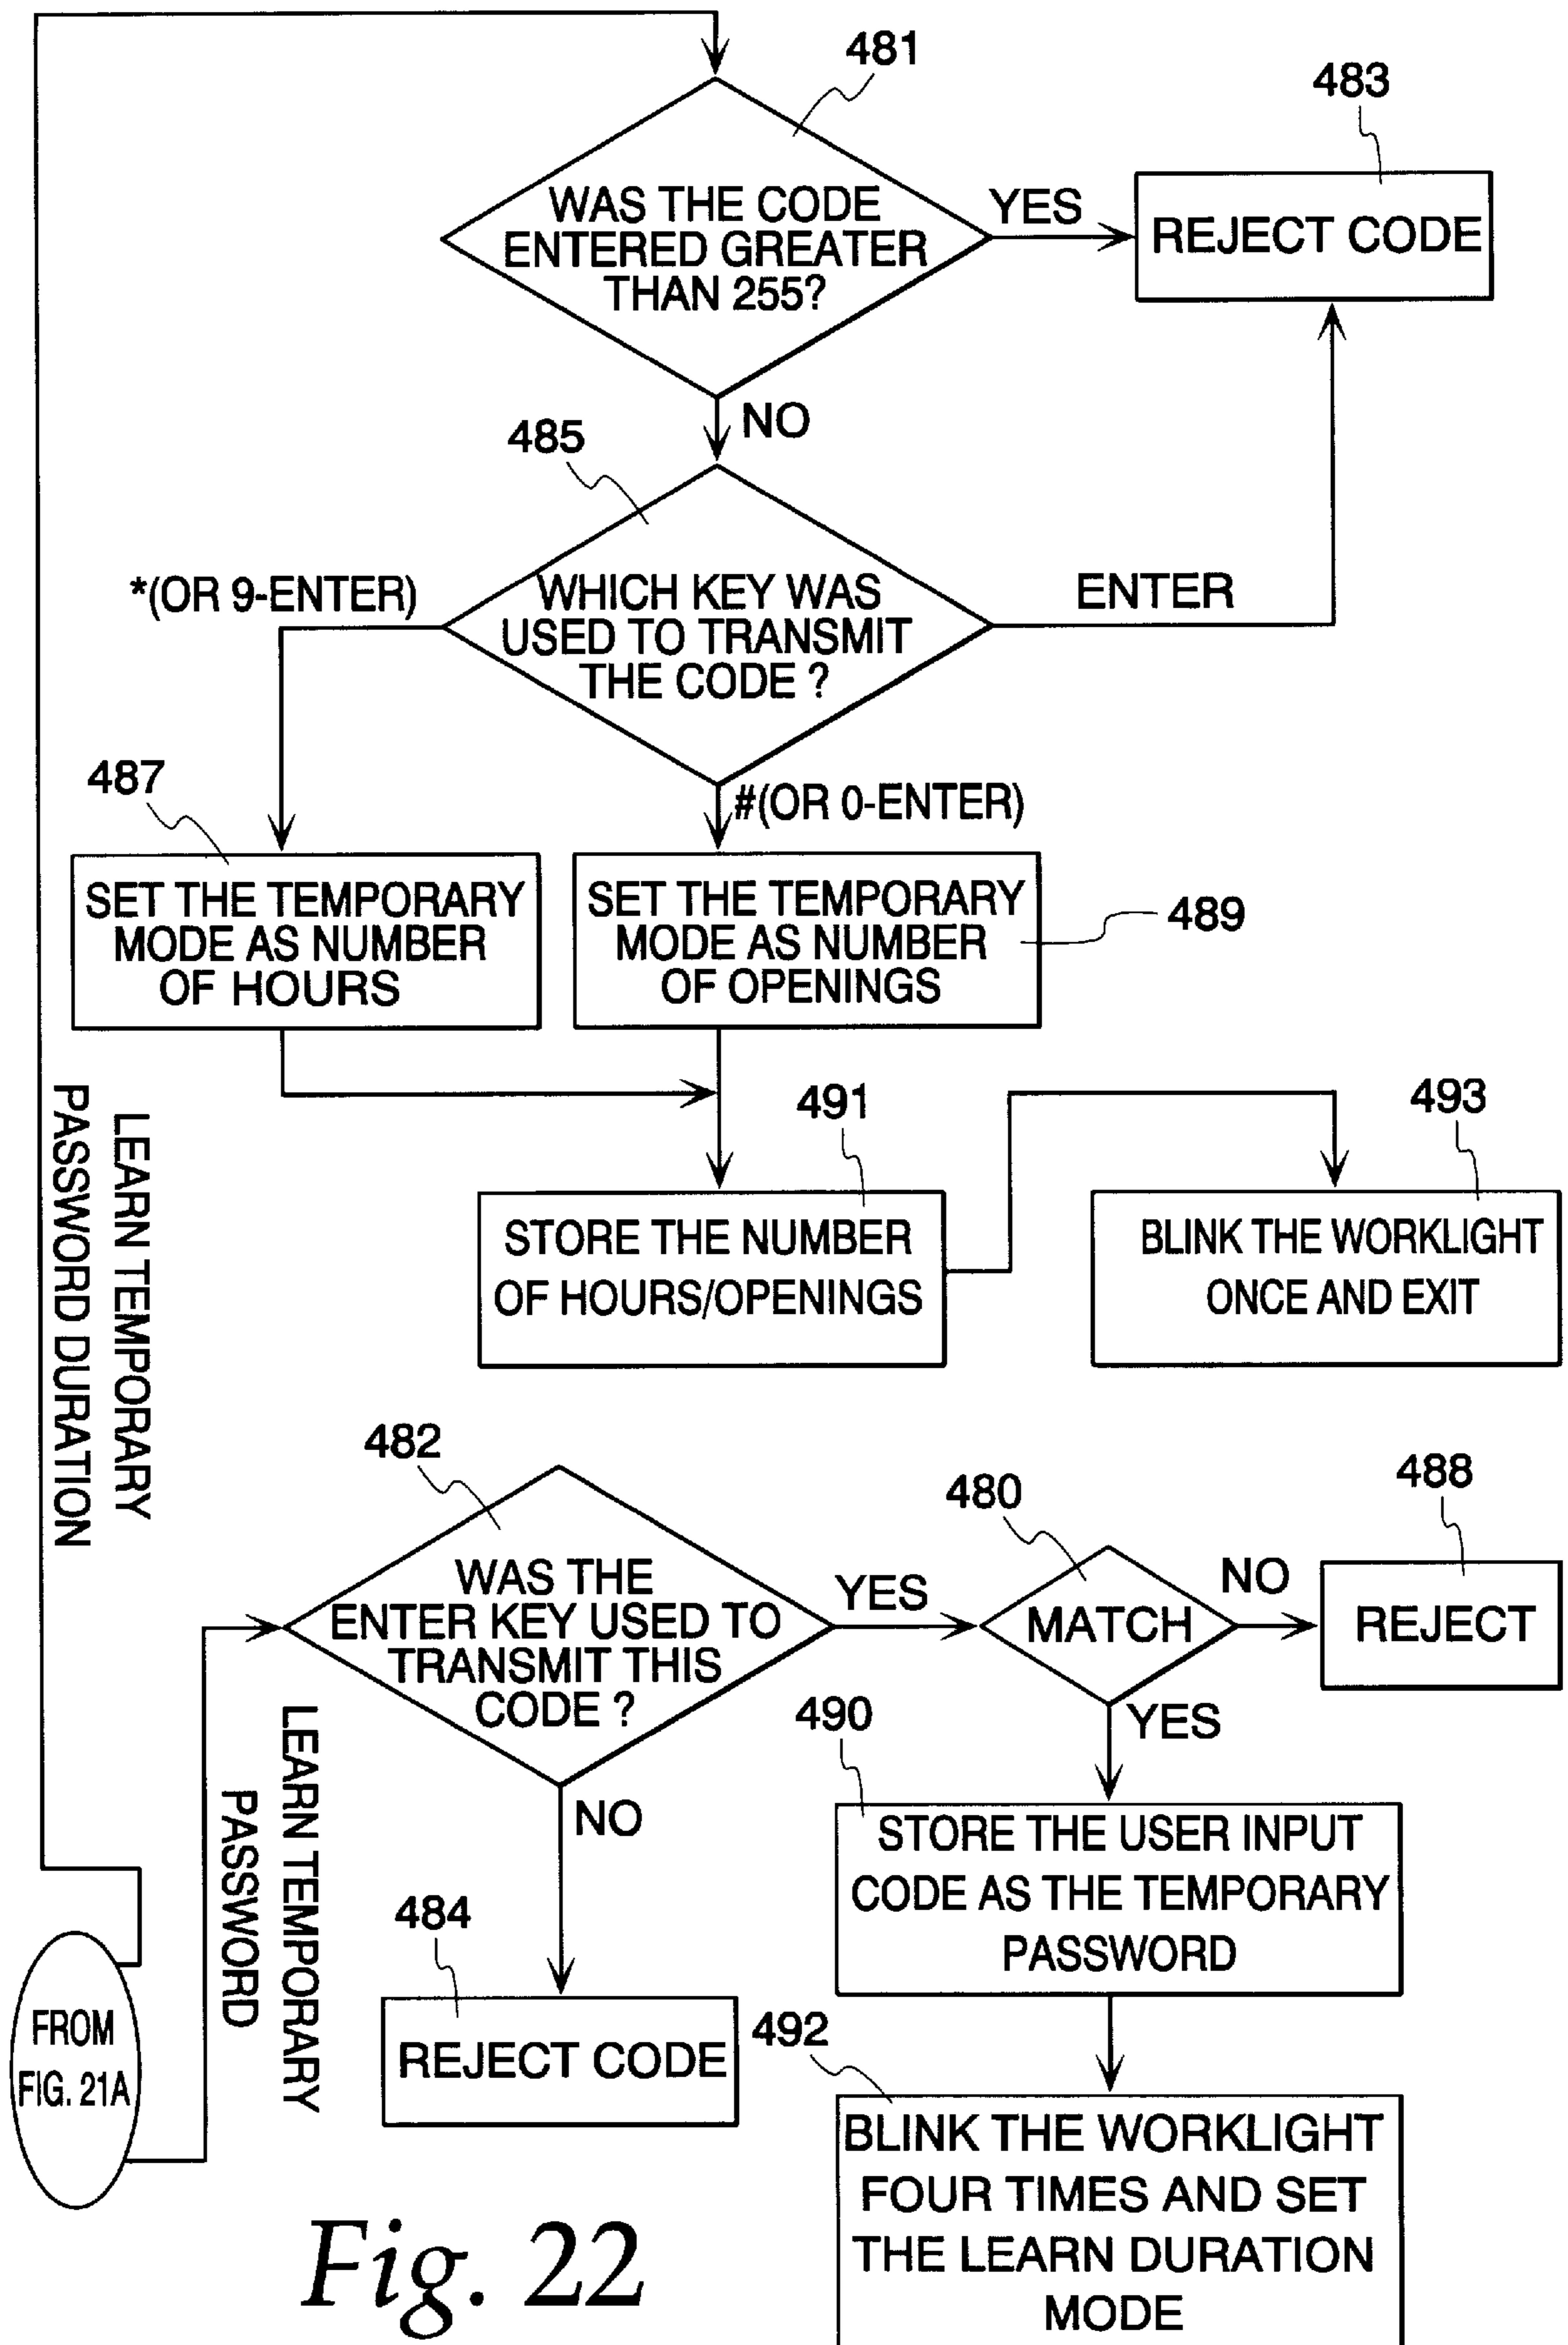 481
483
WAS THE CODE
ENTERED GREATER
THAN 255?
YES
REJECT CODE
NO
485
*(OR 9-ENTER)
WHICH KEY WAS
USED TO TRANSMIT
THE CODE ?
ENTER
487
#(OR 0-ENTER)
SET THE TEMPORARY
MODE AS NUMBER
OF HOURS
SET THE TEMPORARY
MODE AS NUMBER
OF OPENINGS
489
LEARN TEMPORARY
PASSWORD DURATION
491
493
STORE THE NUMBER
OF HOURS/OPENINGS
BLINK THE WORKLIGHT
ONCE AND EXIT
482
480
488
WAS THE
ENTER KEY USED TO
TRANSMIT THIS
CODE ?
YES
MATCH
NO
REJECT
LEARN TEMPORARY
PASSWORD
NO
YES
490
STORE THE USER INPUT
CODE AS THE TEMPORARY
PASSWORD
484
REJECT CODE
492
BLINK THE WORKLIGHT
FOUR TIMES AND SET
THE LEARN DURATION
MODE
FROM
FIG. 21A
Fig. 22